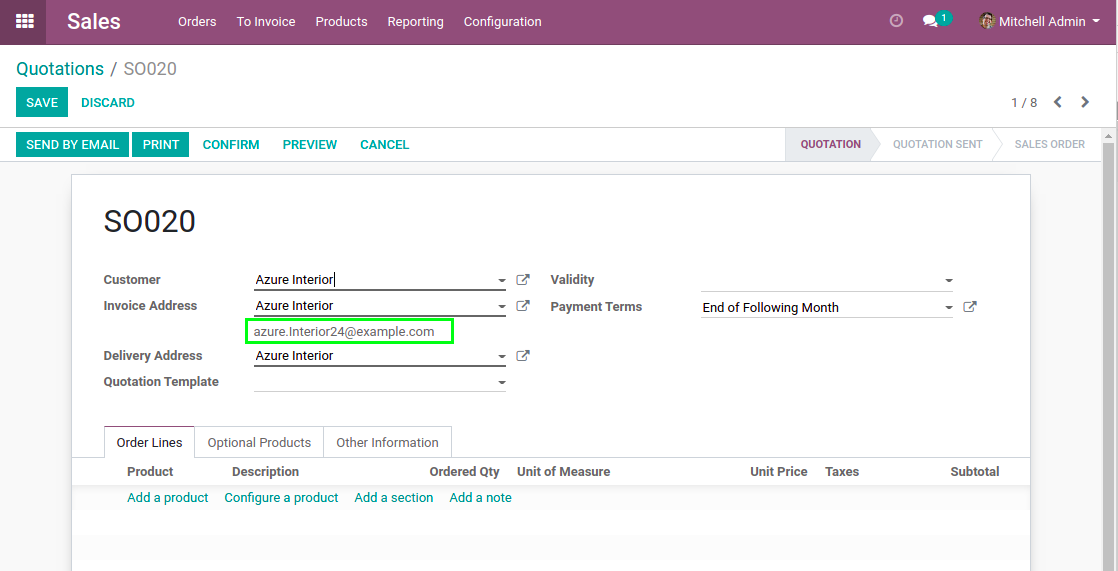 Sales Orders To Invoice Products Reporting Configuration 1 Mitchell Admin
Quotations / SO020
SAVE DISCARD 1 / 8
SEND BY EMAIL PRINT CONFIRM PREVIEW CANCEL QUOTATION QUOTATION SENT SALES ORDER
SO020
Customer Azure Interior Validity
Invoice Address Azure Interior Payment Terms End of Following Month
azure.Interior24@example.com
Delivery Address Azure Interior
Quotation Template
Order Lines Optional Products Other Information
Product Description Ordered Qty Unit of Measure Unit Price Taxes Subtotal
Add a product Configure a product Add a section Add a note